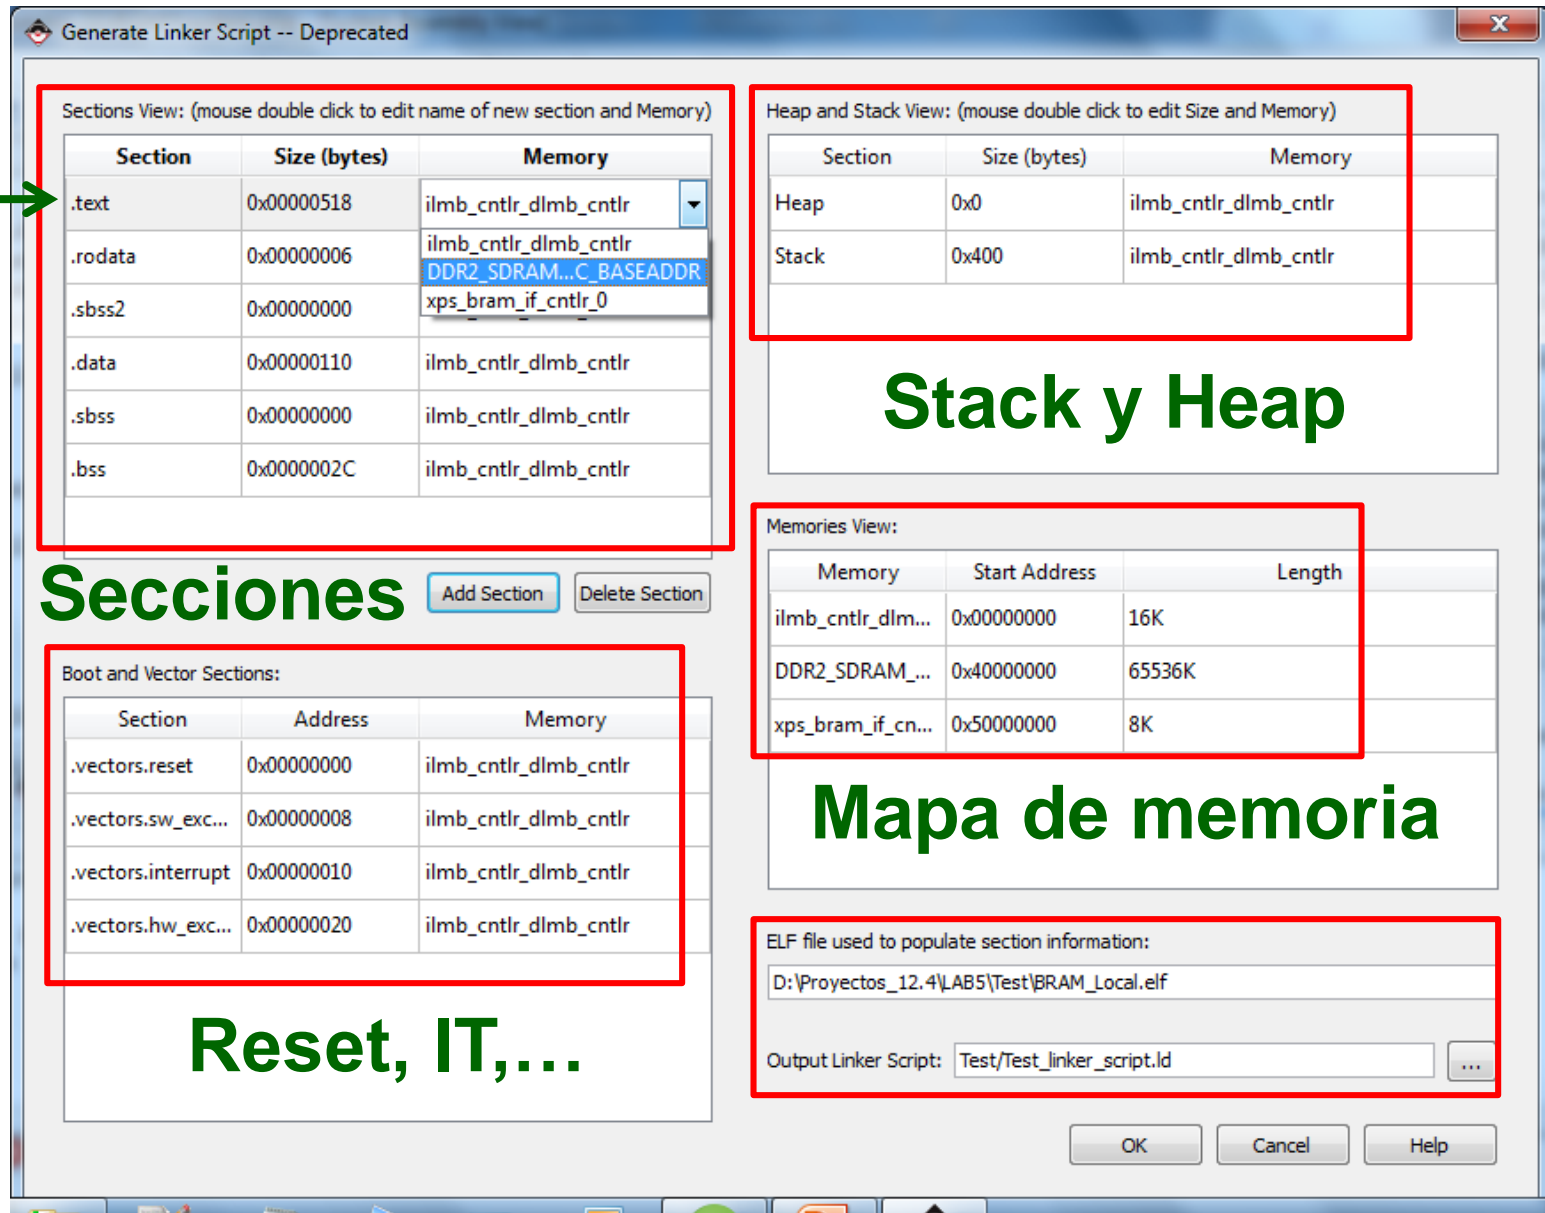 Generate Linker Script -- Deprecated
Sections View: (mouse double click to edit name of new section and Memory)
Section Size (bytes) Memory
.text 0x00000518 ilmb_cntlr_dlmb_cntlr
ilmb_cntlr_dlmb_cntlr
.rodata 0x00000006 DDR2_SDRAM...C_BASEADDR
xps_bram_if_cntlr_0
.sbss2 0x00000000
.data 0x00000110 ilmb_cntlr_dlmb_cntlr
.sbss 0x00000000 ilmb_cntlr_dlmb_cntlr
.bss 0x0000002C ilmb_cntlr_dlmb_cntlr
Secciones
Add Section Delete Section
Boot and Vector Sections:
Section Address Memory
.vectors.reset 0x00000000 ilmb_cntlr_dlmb_cntlr
.vectors.sw_exc... 0x00000008 ilmb_cntlr_dlmb_cntlr
.vectors.interrupt 0x00000010 ilmb_cntlr_dlmb_cntlr
.vectors.hw_exc... 0x00000020 ilmb_cntlr_dlmb_cntlr
Reset, IT,...
Heap and Stack View: (mouse double click to edit Size and Memory)
Section Size (bytes) Memory
Heap 0x0 ilmb_cntlr_dlmb_cntlr
Stack 0x400 ilmb_cntlr_dlmb_cntlr
Stack y Heap
Memories View:
Memory Start Address Length
ilmb_cntlr_dlm... 0x00000000 16K
DDR2_SDRAM_... 0x40000000 65536K
xps_bram_if_cn... 0x50000000 8K
Mapa de memoria
ELF file used to populate section information:
D:\Proyectos_12.4\LAB5\Test\BRAM_Local.elf
Output Linker Script: Test/Test_linker_script.ld ...
OK Cancel Help